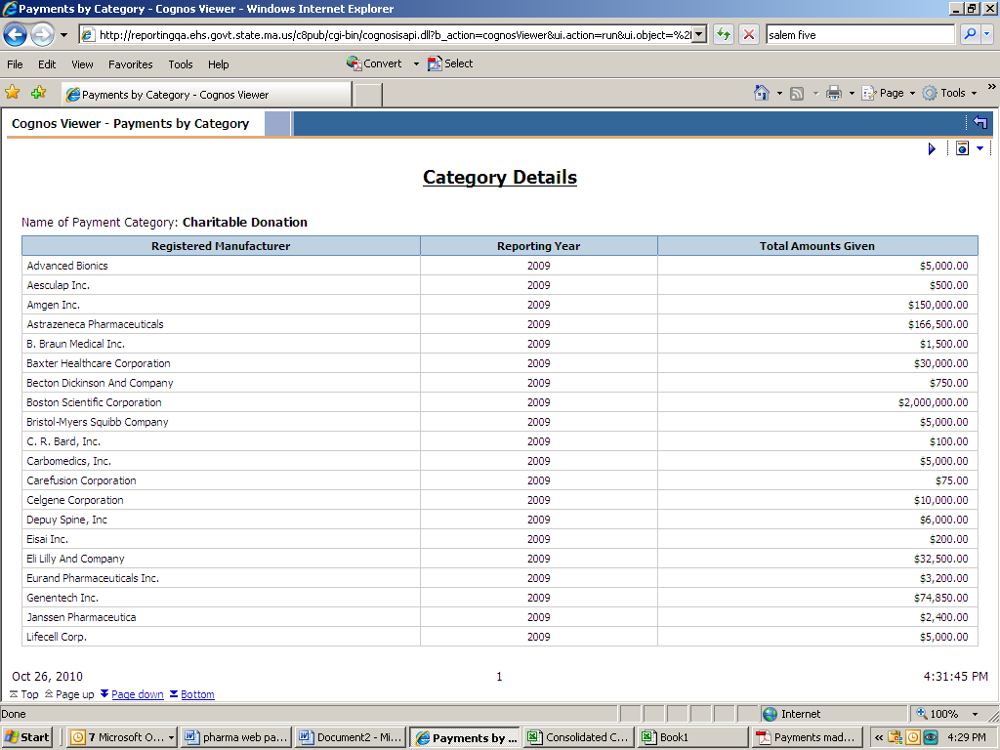 Payments by Category - Cognos Viewer - Windows Internet Explorer
http://reportingqa.ehs.govt.state.ma.us/c8pub/cgi-bin/cognosisapi.dll?b_action=cognosViewer&ui.action=run&ui.object=%2
salem five
File Edit View Favorites Tools Help Convert Select
Payments by Category - Cognos Viewer Page Tools »
Cognos Viewer - Payments by Category
Category Details
Name of Payment Category: Charitable Donation
Registered Manufacturer Reporting Year Total Amounts Given
Advanced Bionics 2009 $5,000.00
Aesculap Inc. 2009 $500.00
Amgen Inc. 2009 $150,000.00
Astrazeneca Pharmaceuticals 2009 $166,500.00
B. Braun Medical Inc. 2009 $1,500.00
Baxter Healthcare Corporation 2009 $30,000.00
Becton Dickinson And Company 2009 $750.00
Boston Scientific Corporation 2009 $2,000,000.00
Bristol-Myers Squibb Company 2009 $5,000.00
C. R. Bard, Inc. 2009 $100.00
Carbomedics, Inc. 2009 $5,000.00
Carefusion Corporation 2009 $75.00
Celgene Corporation 2009 $10,000.00
Depuy Spine, Inc 2009 $6,000.00
Eisai Inc. 2009 $200.00
Eli Lilly And Company 2009 $32,500.00
Eurand Pharmaceuticals Inc. 2009 $3,200.00
Genentech Inc. 2009 $74,850.00
Janssen Pharmaceutica 2009 $2,400.00
Lifecell Corp. 2009 $5,000.00
Oct 26, 2010 1 4:31:45 PM
Top Page up Page down Bottom
Done Internet 100%
Start 7 Microsoft O... pharma web pa... Document2 - Mi... Payments by ... Consolidated C... Book1 Payments mad... « 4:29 PM